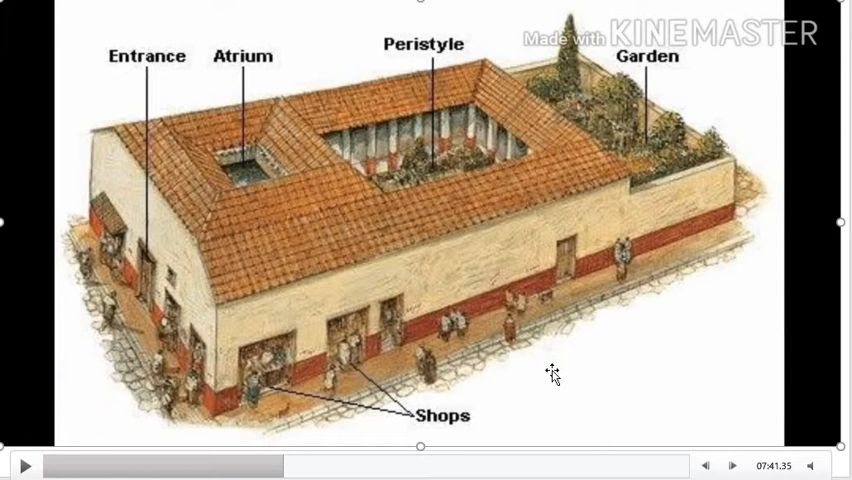 Made with KINEMASTER
Peristyle
Entrance Atrium Garden
Shops
07:41.35